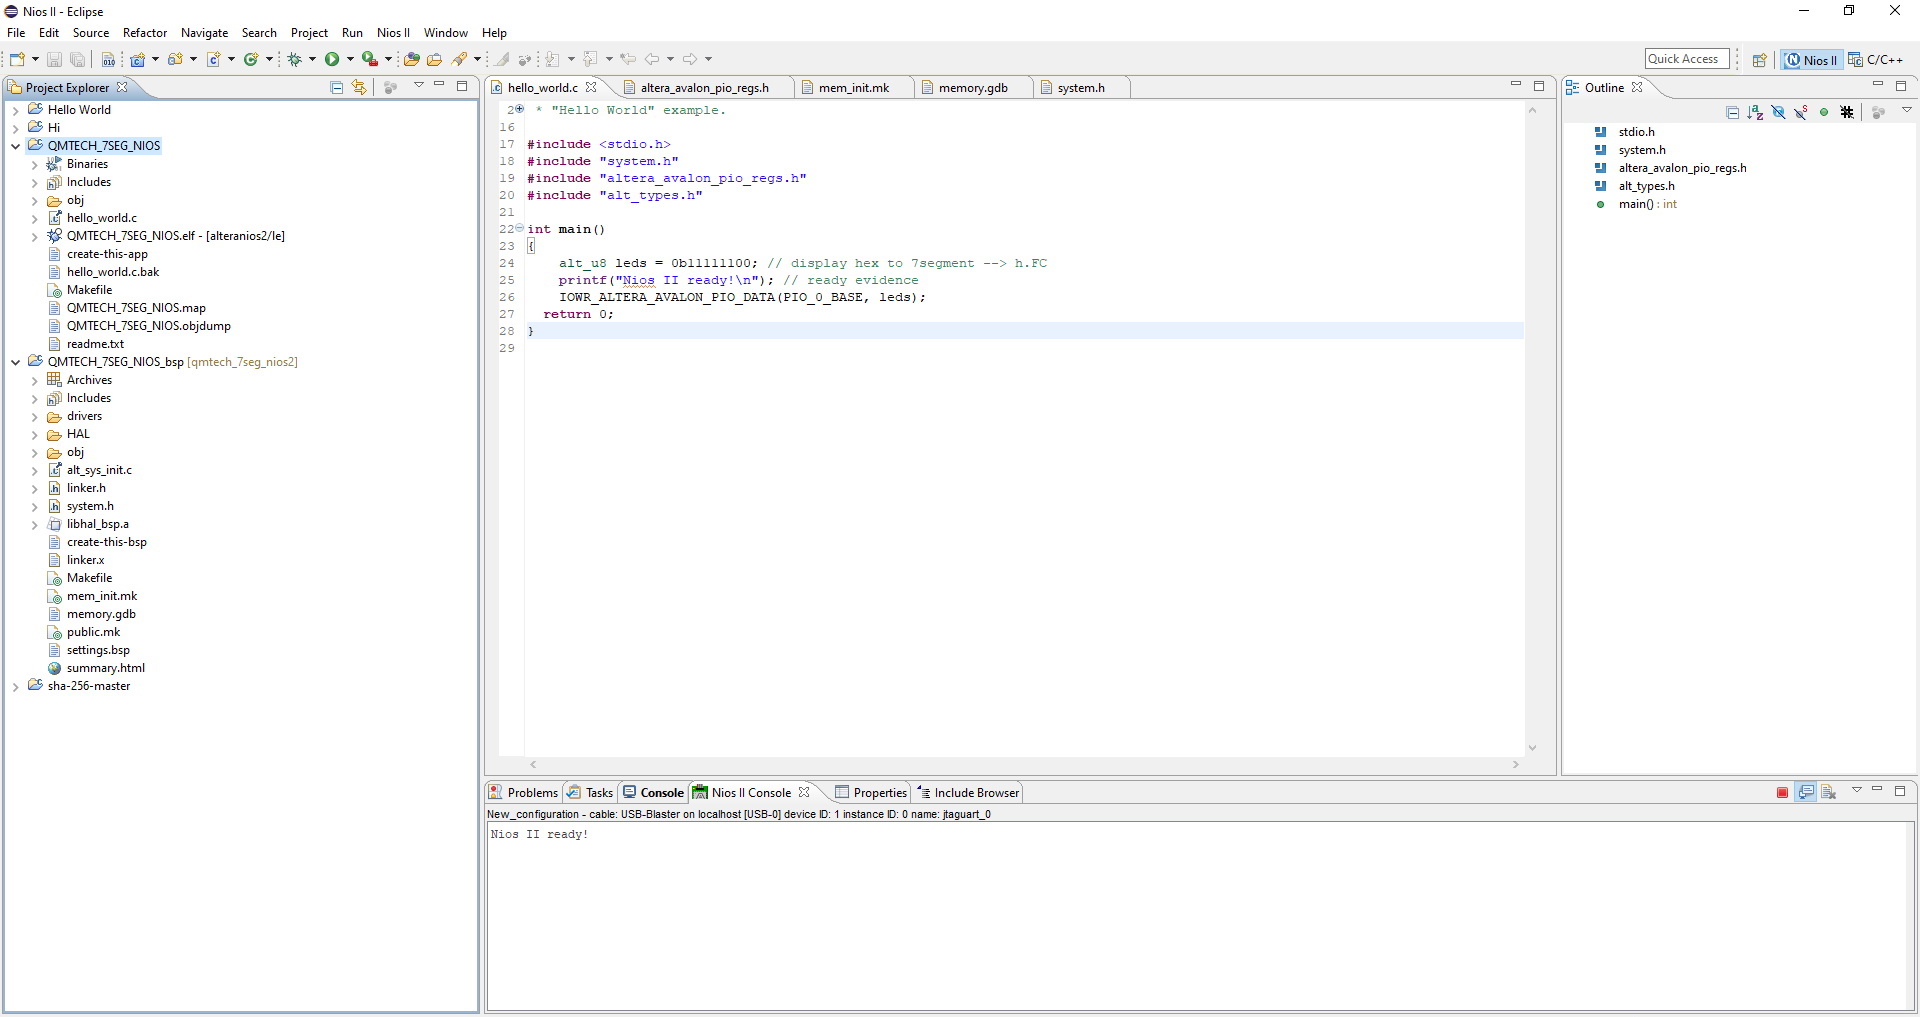 Nios II - Eclipse
File Edit Source Refactor Navigate Search Project Run Nios II Window Help
Quick Access
Nios II
C/C++
Project Explorer
Hello World
Hi
QMTECH_7SEG_NIOS
Binaries
Includes
obj
hello_world.c
QMTECH_7SEG_NIOS.elf - [alteranios2/le]
create-this-app
hello_world.c.bak
Makefile
QMTECH_7SEG_NIOS.map
QMTECH_7SEG_NIOS.objdump
readme.txt
QMTECH_7SEG_NIOS_bsp [qmtech_7seg_nios2]
Archives
Includes
drivers
HAL
obj
alt_sys_init.c
linker.h
system.h
libhal_bsp.a
create-this-bsp
linker.x
Makefile
mem_init.mk
memory.gdb
public.mk
settings.bsp
summary.html
sha-256-master
hello_world.c altera_avalon_pio_regs.h mem_init.mk memory.gdb system.h
2 * "Hello World" example.
16
17 #include <stdio.h>
18 #include "system.h"
19 #include "altera_avalon_pio_regs.h"
20 #include "alt_types.h"
21
22 int main()
23 {
24 alt_u8 leds = 0b11111100; // display hex to 7segment --> h.FC
25 printf("Nios II ready!\n"); // ready evidence
26 IOWR_ALTERA_AVALON_PIO_DATA(PIO_0_BASE, leds);
27 return 0;
28 }
29
Outline
stdio.h
system.h
altera_avalon_pio_regs.h
alt_types.h
main() : int
Problems Tasks Console Nios II Console Properties Include Browser
New_configuration - cable: USB-Blaster on localhost [USB-0] device ID: 1 instance ID: 0 name: jtaguart_0
Nios II ready!